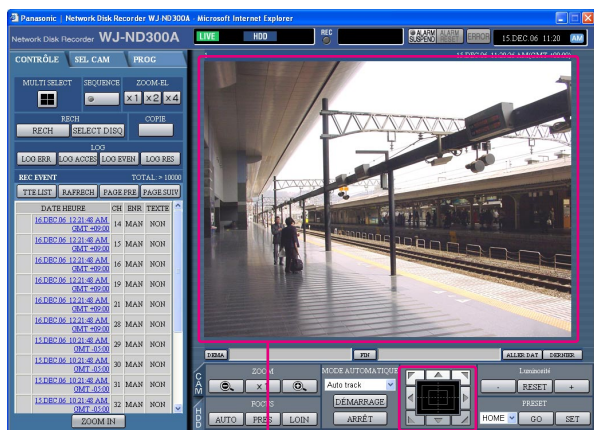 Panasonic | Network Disk Recorder WJ-ND300A - Microsoft Internet Explorer
Network Disk Recorder WJ-ND300A
LIVE HDD REC ALARM SUSPEND ALARM RESET ERROR 15.DEC.06 11:20 AM
CONTRÔLE SEL CAM PROG
MULTI SELECT SEQUENCE ZOOM-EL
x1 x2 x4
RECH COPIE
RECH SELECT DISQ
LOG
LOG ERR LOG ACCES LOG EVEN LOG RES
REC EVENT TOTAL: > 10000
TTE LIST RAFRECH PAGE PRE PAGE SUIV
DATE HEURE CH ENR TEXTE
16.DEC.06 12:21:48 AM GMT +09:00 14 MAN NON
16.DEC.06 12:21:48 AM GMT +09:00 15 MAN NON
16.DEC.06 12:21:48 AM GMT +09:00 16 MAN NON
16.DEC.06 12:21:48 AM GMT +09:00 19 MAN NON
16.DEC.06 12:21:48 AM GMT +09:00 21 MAN NON
16.DEC.06 12:21:48 AM GMT +09:00 28 MAN NON
15.DEC.06 10:21:48 AM GMT -05:00 29 MAN NON
15.DEC.06 10:21:48 AM GMT -05:00 30 MAN NON
15.DEC.06 10:21:48 AM GMT -05:00 31 MAN NON
15.DEC.06 10:21:48 AM GMT -05:00 32 MAN NON
ZOOM IN
DEMA FIN ALLER DAT DERNIER
CAM
HDD
ZOOM
x1
FOCUS
AUTO PRES LOIN
MODE AUTOMATIQUE
Auto track
DÉMARRAGE
ARRÊT
Luminosité
- RESET +
PRESET
HOME GO SET